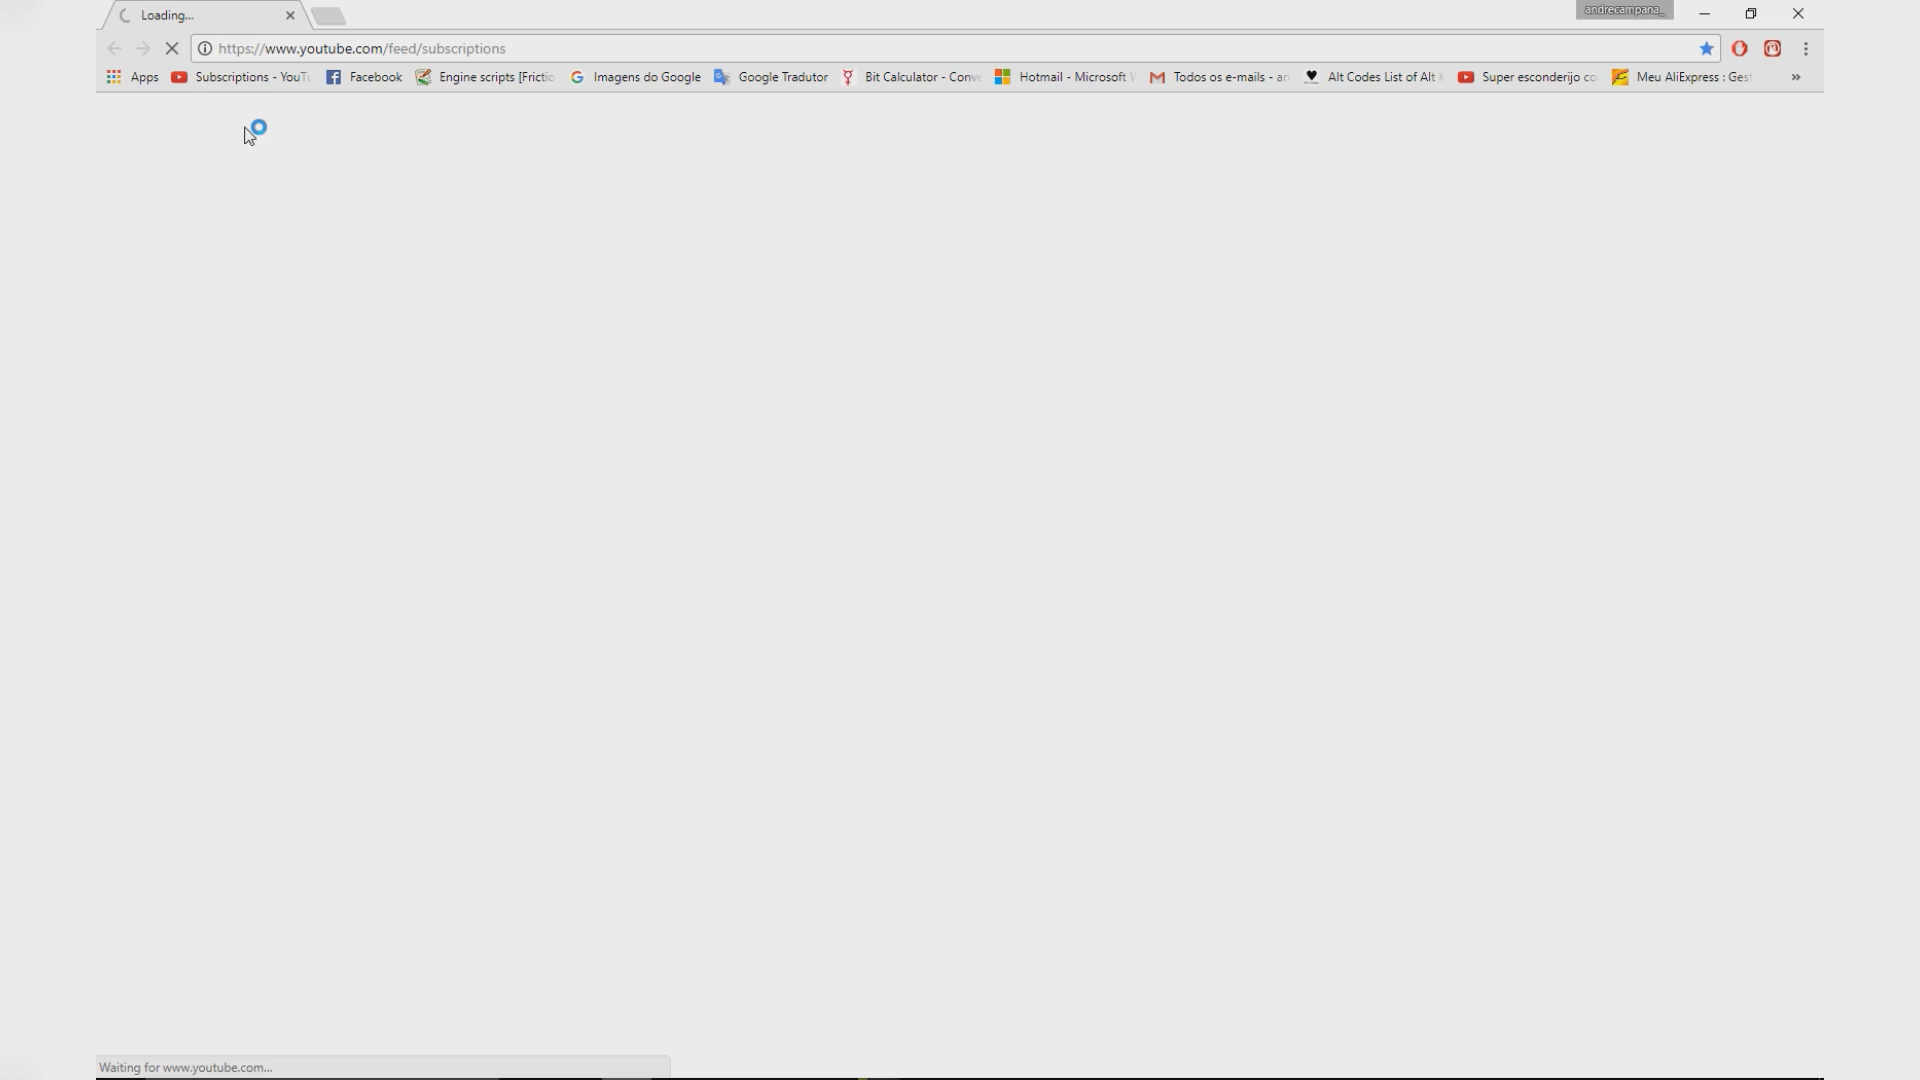 Loading...
andrecampana_
https://www.youtube.com/feed/subscriptions
Apps Subscriptions - YouTu Facebook Engine scripts [Frictio Imagens do Google Google Tradutor Bit Calculator - Conve Hotmail - Microsoft Todos os e-mails - an Alt Codes List of Alt Super esconderijo co Meu AliExpress : Gest »
Waiting for www.youtube.com...